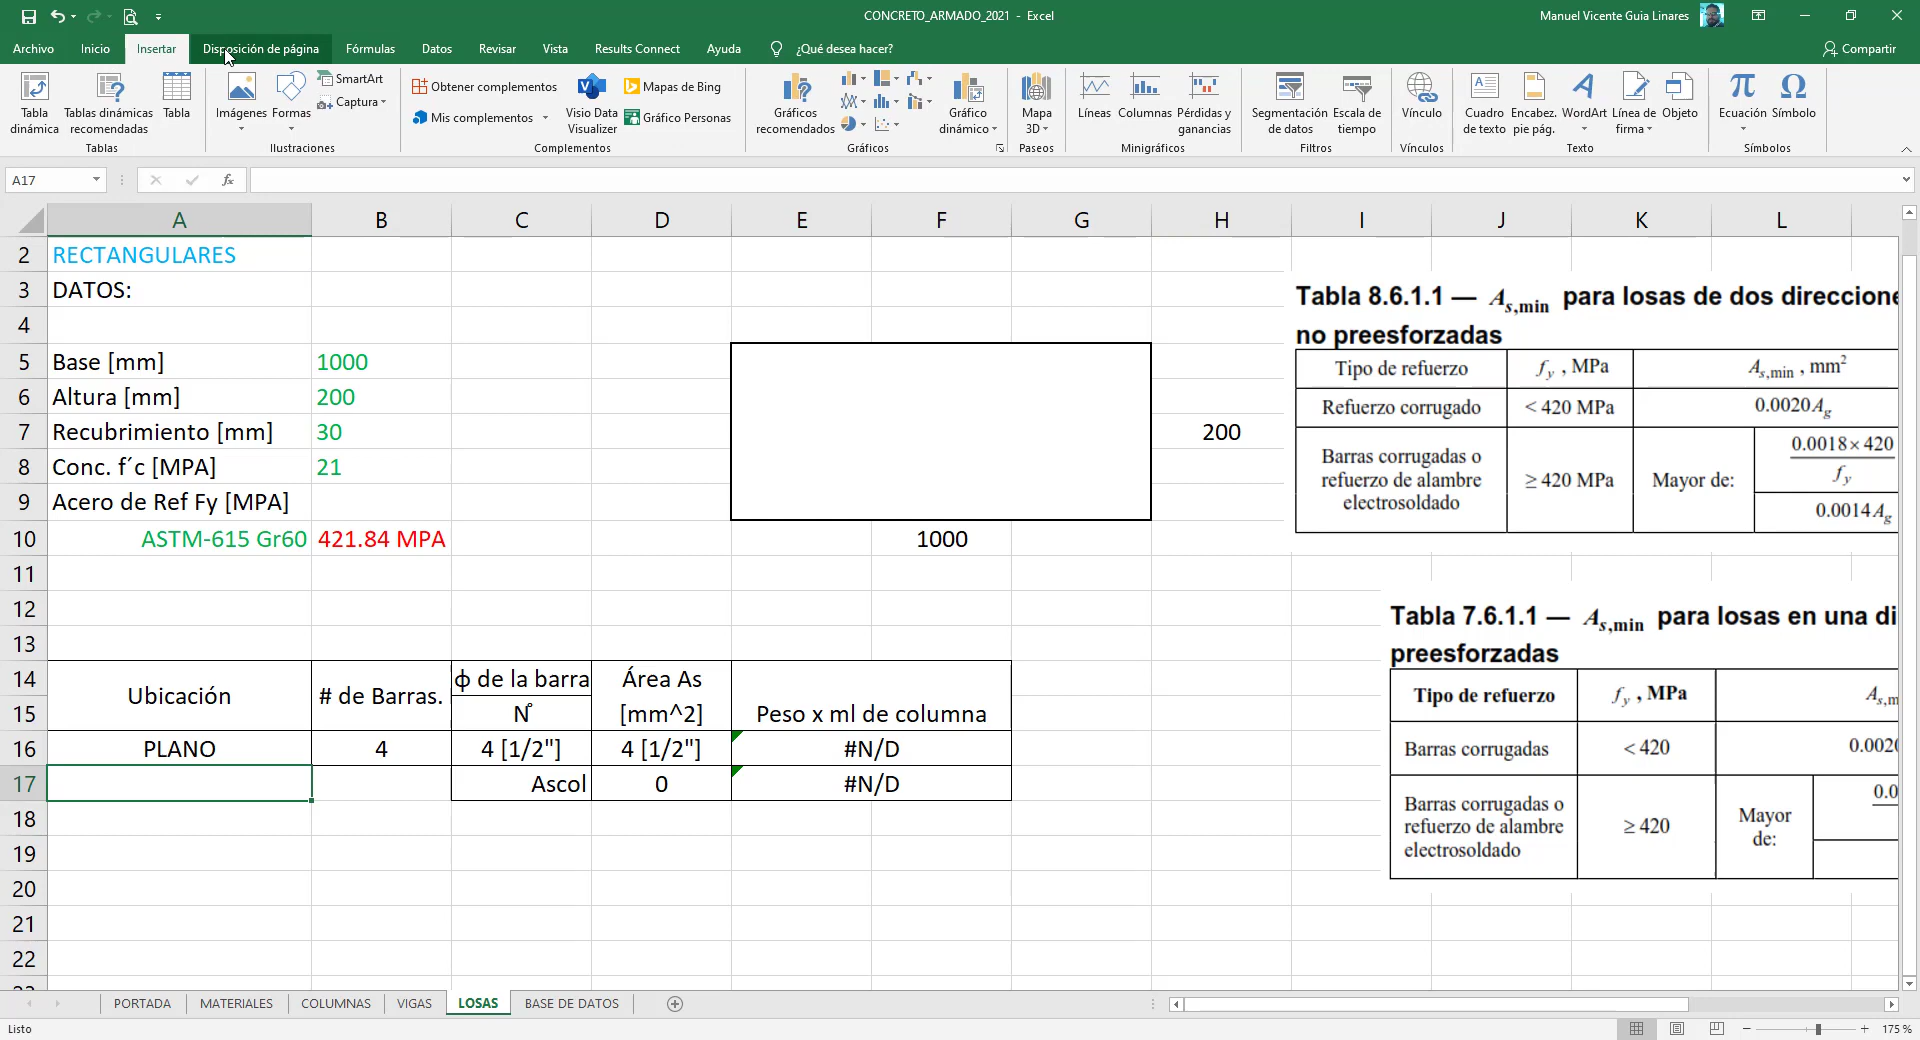 CONCRETO_ARMADO_2021 - Excel
Manuel Vicente Guia Linares
Archivo Inicio Insertar Disposición de página Fórmulas Datos Revisar Vista Results Connect Ayuda ¿Qué desea hacer? Compartir
Tabla dinámica
Tablas dinámicas recomendadas
Tabla
Tablas
Imágenes
Formas
SmartArt
Captura
Ilustraciones
Obtener complementos
Mis complementos
Visio Data Visualizer
Mapas de Bing
Gráfico Personas
Complementos
Gráficos recomendados
Gráfico dinámico
Gráficos
Mapa 3D
Paseos
Líneas
Columnas
Pérdidas y ganancias
Minigráficos
Segmentación de datos
Escala de tiempo
Filtros
Vínculo
Vínculos
Cuadro de texto
Encabez. pie pág.
WordArt
Línea de firma
Objeto
Texto
Ecuación
Símbolo
Símbolos
A17
fx
A B C D E F G H I J K L
2 RECTANGULARES
3 DATOS:
4
5 Base [mm] 1000
6 Altura [mm] 200
7 Recubrimiento [mm] 30 200
8 Conc. f´c [MPA] 21
9 Acero de Ref Fy [MPA]
10 ASTM-615 Gr60 421.84 MPA 1000
11
12
13
14 Ubicación # de Barras. ϕ de la barra Área As
15 N° [mm^2] Peso x ml de columna
16 PLANO 4 4 [1/2"] 4 [1/2"] #N/D
17 Ascol 0 #N/D
18
19
20
21
22
Tabla 8.6.1.1 — As,min para losas de dos direccione
no preesforzadas
Tipo de refuerzo fy , MPa As,min , mm²
Refuerzo corrugado < 420 MPa 0.0020Ag
Barras corrugadas o refuerzo de alambre electrosoldado ≥ 420 MPa Mayor de: 0.0018 × 420
fy
0.0014 Ag
Tabla 7.6.1.1 — As,min para losas en una di
preesforzadas
Tipo de refuerzo fy , MPa As,m
Barras corrugadas < 420 0.0020
Barras corrugadas o refuerzo de alambre electrosoldado ≥ 420 Mayor de: 0.0
PORTADA MATERIALES COLUMNAS VIGAS LOSAS BASE DE DATOS
Listo
175 %